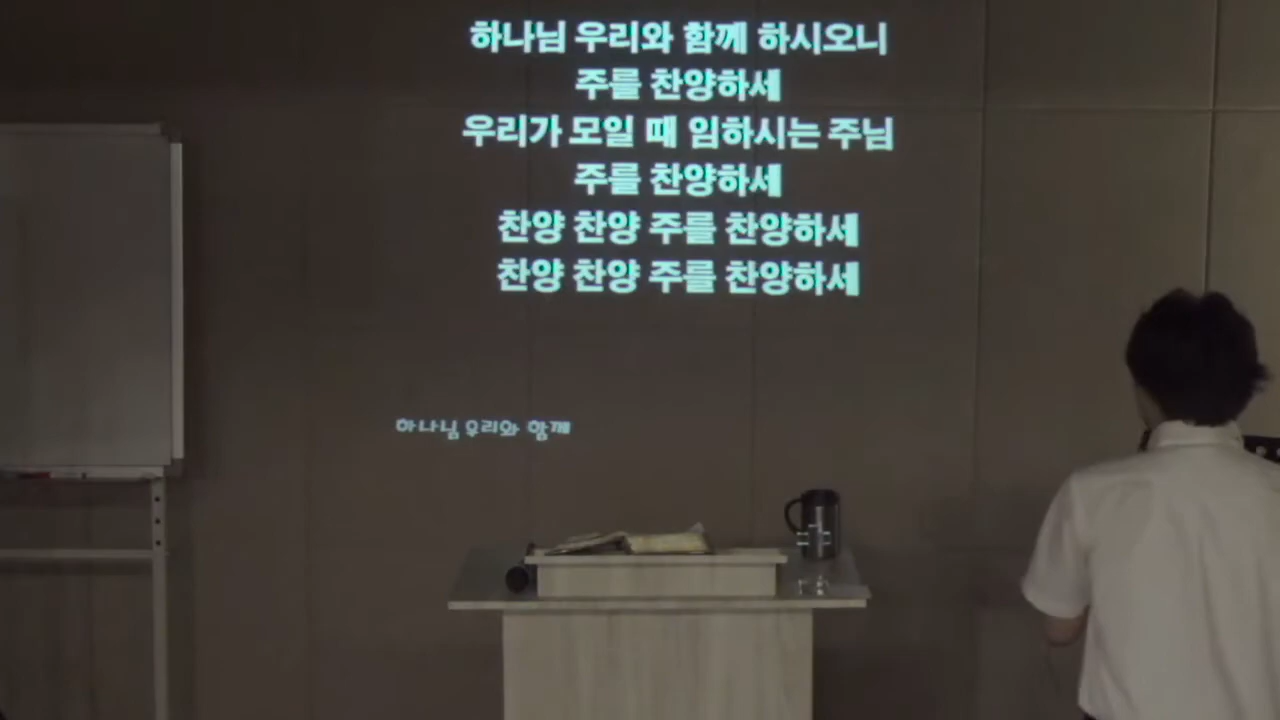 하나님 우리와 함께 하시오니
주를 찬양하세
우리가 모일 때 임하시는 주님
주를 찬양하세
찬양 찬양 주를 찬양하세
찬양 찬양 주를 찬양하세
하나님 우리와 함께